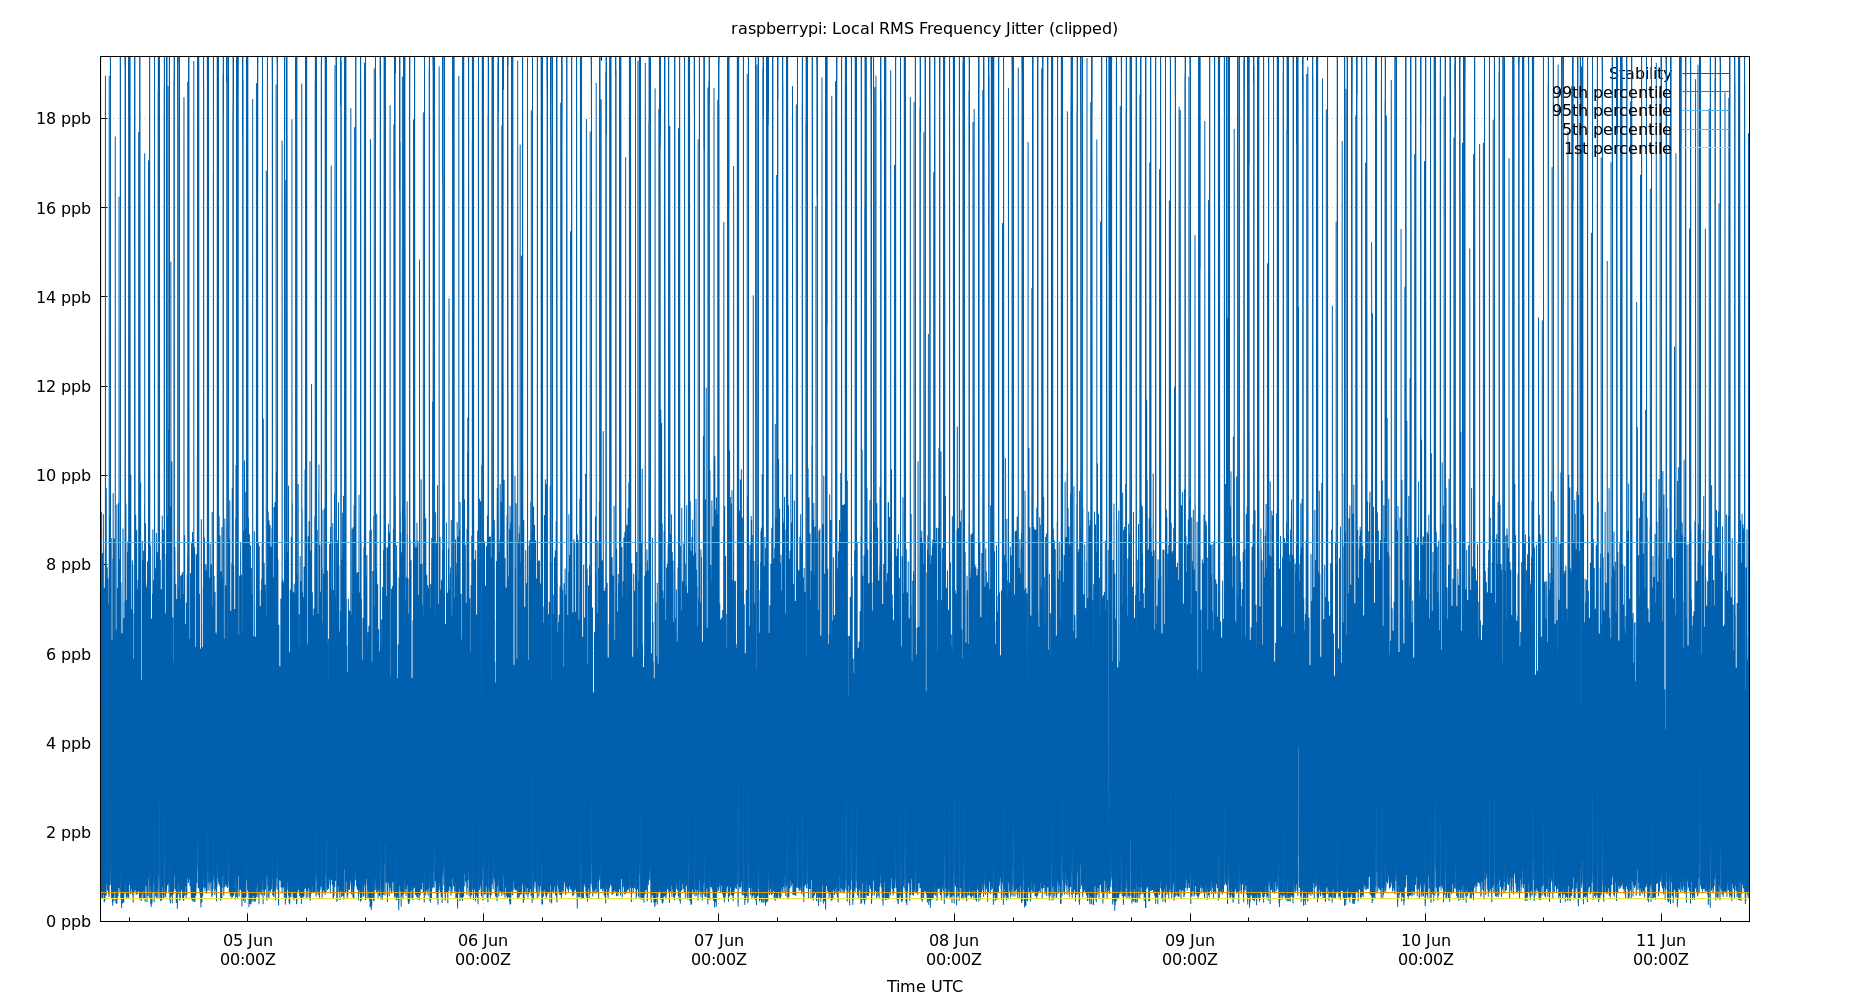 raspberrypi: Local RMS Frequency Jitter (clipped)
Stability
99th percentile
95th percentile
5th percentile
1st percentile
18 ppb
16 ppb
14 ppb
12 ppb
10 ppb
8 ppb
6 ppb
4 ppb
2 ppb
0 ppb
05 Jun
00:00Z
06 Jun
00:00Z
07 Jun
00:00Z
08 Jun
00:00Z
09 Jun
00:00Z
10 Jun
00:00Z
11 Jun
00:00Z
Time UTC